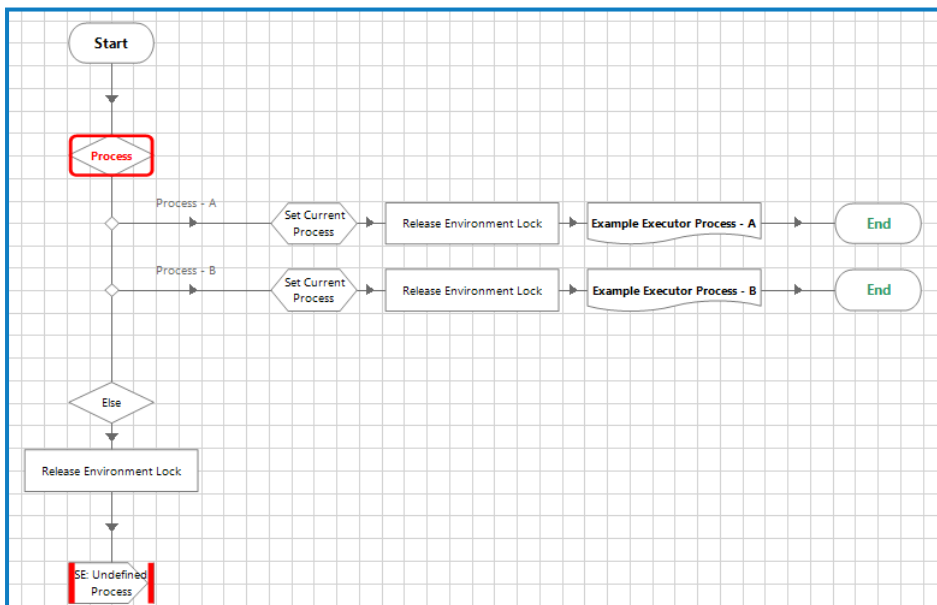 Start
Process
Process - A
Set Current
Process
Release Environment Lock
Example Executor Process - A
End
Process - B
Set Current
Process
Release Environment Lock
Example Executor Process - B
End
Else
Release Environment Lock
SE: Undefined
Process